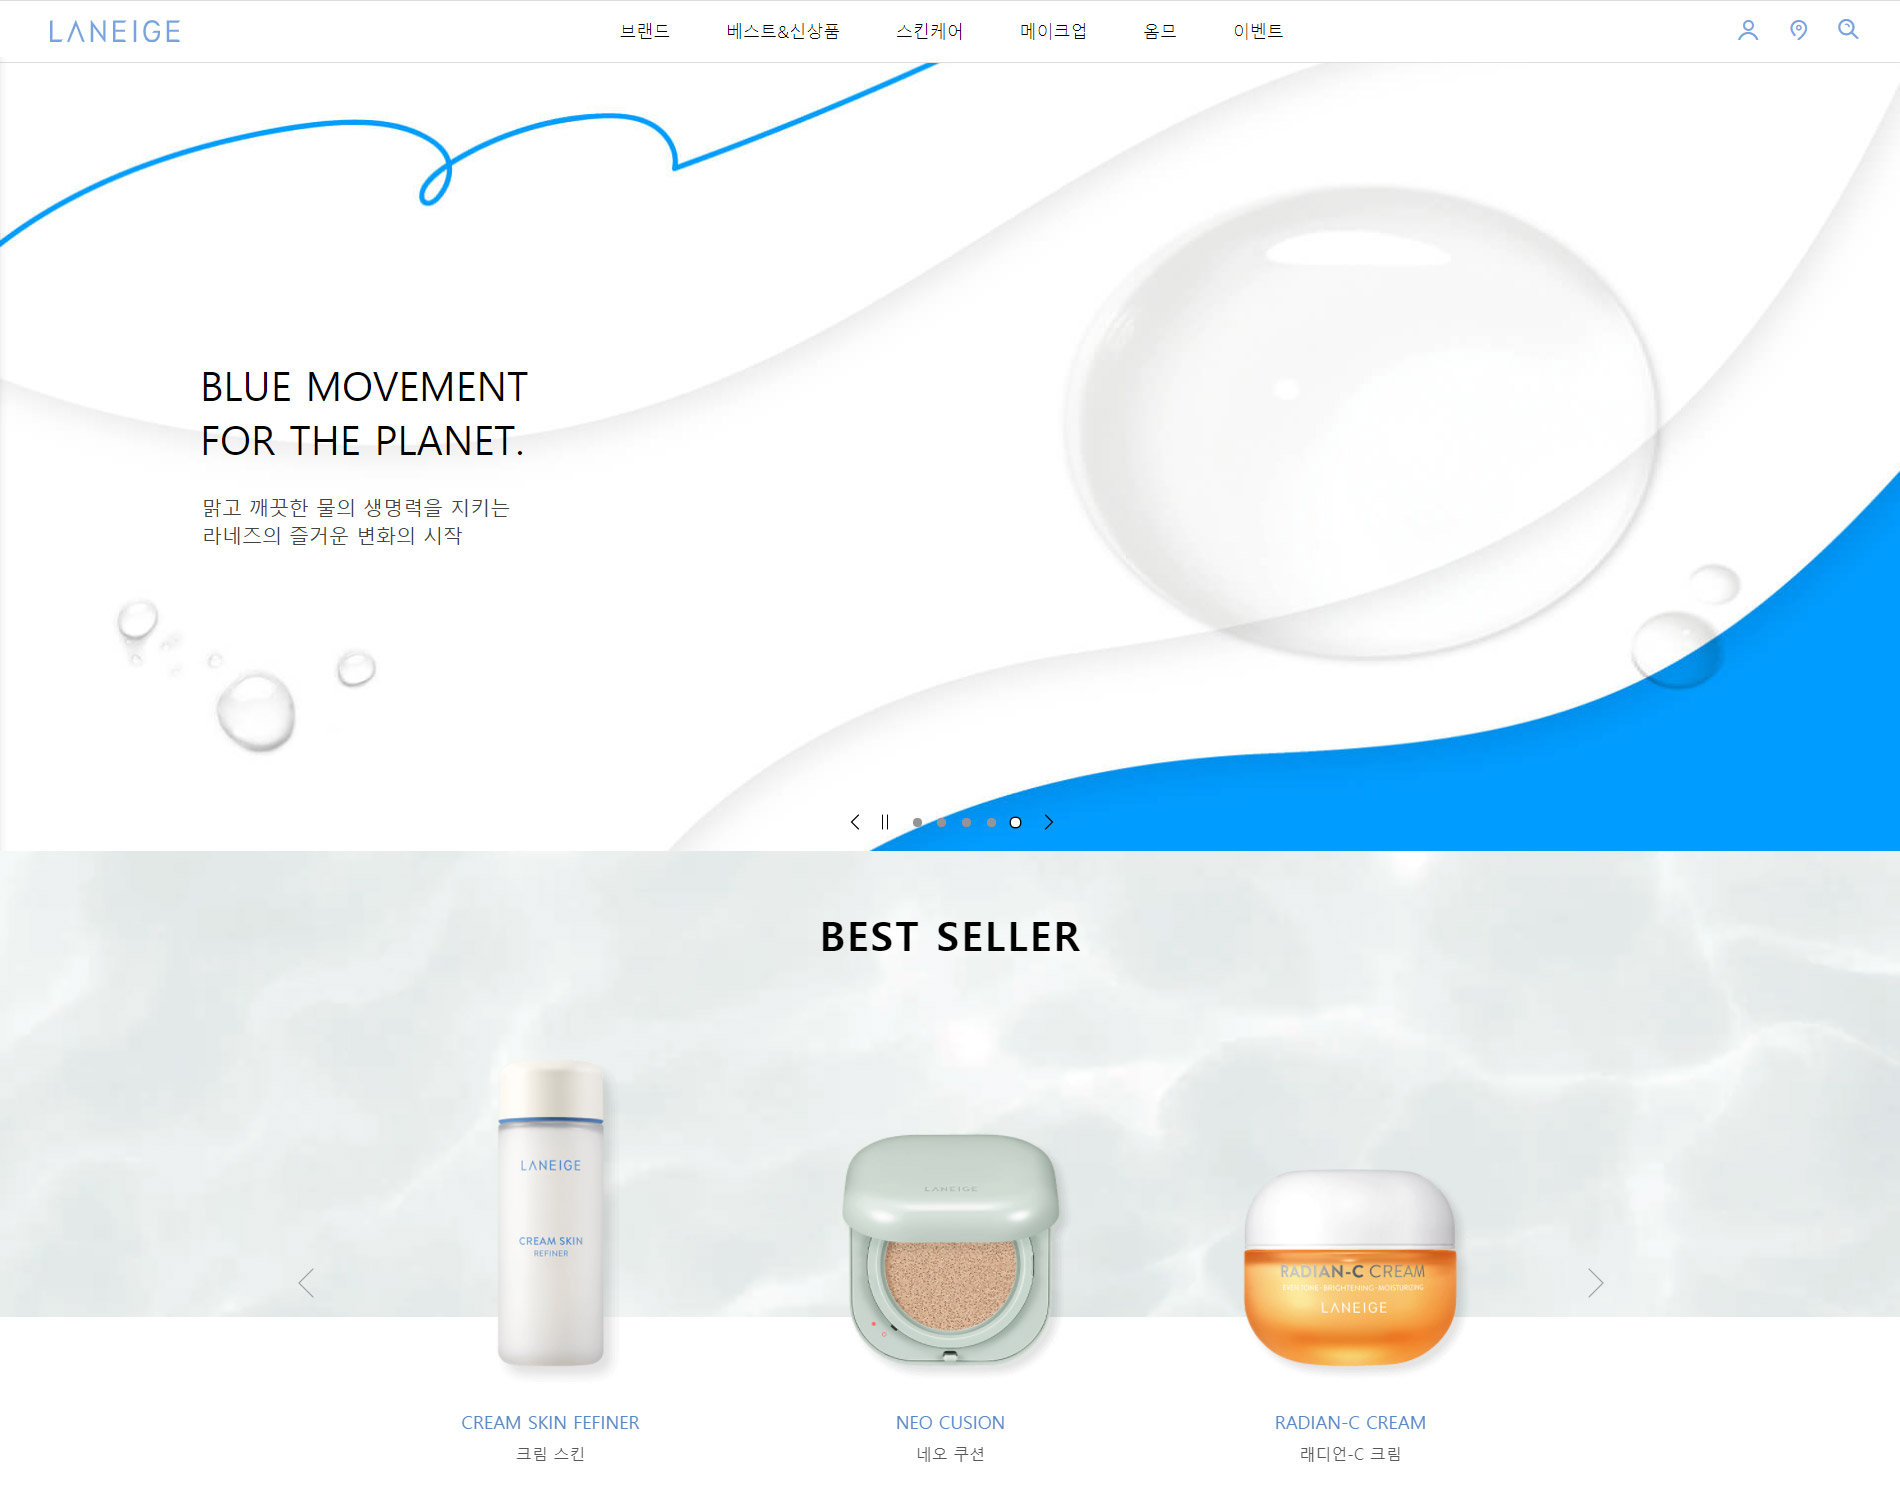 LANEIGE
브랜드
베스트&신상품
스킨케어
메이크업
옴므
이벤트
BLUE MOVEMENT
FOR THE PLANET.
맑고 깨끗한 물의 생명력을 지키는
라네즈의 즐거운 변화의 시작
BEST SELLER
LANEIGE
CREAM SKIN
REFINER
LANEIGE
RADIAN-C CREAM
EVEN TONE · BRIGHTENING · MOISTURIZING
LANEIGE
CREAM SKIN FEFINER
NEO CUSION
RADIAN-C CREAM
크림 스킨
네오 쿠션
래디언-C 크림